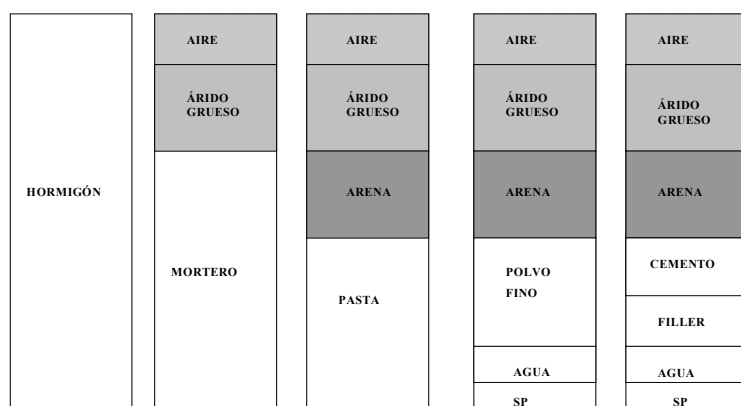 HORMIGÓN
AIRE
ÁRIDO
GRUESO
MORTERO
AIRE
ÁRIDO
GRUESO
ARENA
PASTA
AIRE
ÁRIDO
GRUESO
ARENA
POLVO
FINO
AGUA
SP
AIRE
ÁRIDO
GRUESO
ARENA
CEMENTO
FILLER
AGUA
SP